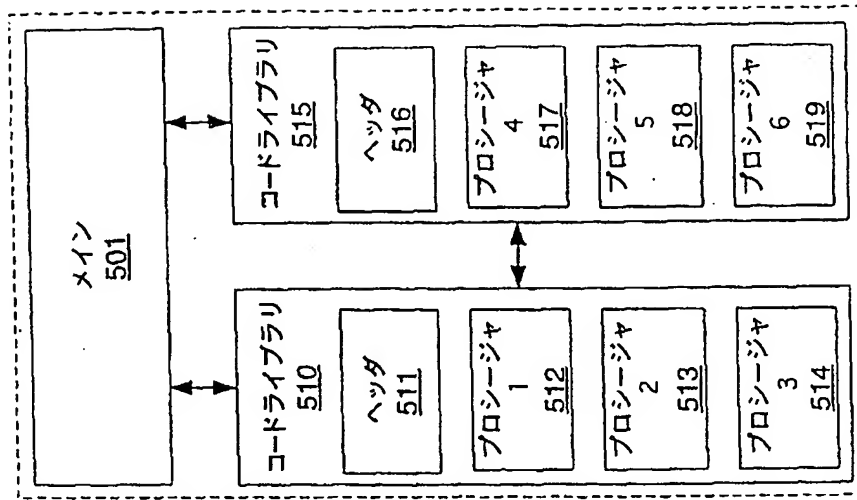 メイン
501
コードライブラリ
510
ヘッダ
511
プロシージャ
1
512
プロシージャ
2
513
プロシージャ
3
514
コードライブラリ
515
ヘッダ
516
プロシージャ
4
517
プロシージャ
5
518
プロシージャ
6
519